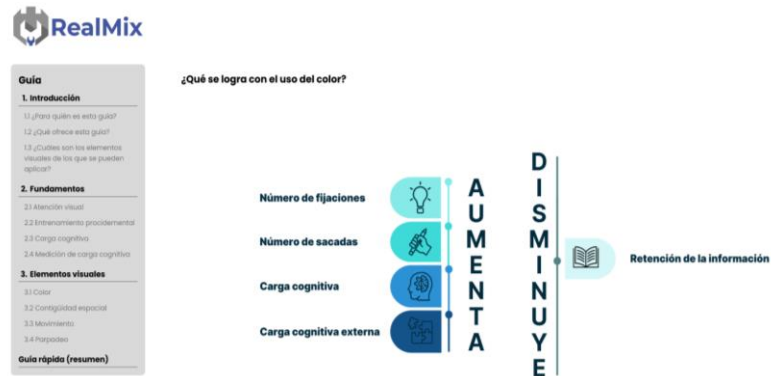 RealMix
Guía
1. Introducción
1.1 ¿Para quién es esta guía?
1.2 ¿Qué ofrece esta guía?
1.3 ¿Cuáles son los elementos
visuales de los que se pueden
aplicar?
2. Fundamentos
2.1 Atención visual
2.2 Entrenamiento procidemental
2.3 Carga cognitiva
2.4 Medición de carga cognitiva
3. Elementos visuales
3.1 Color
3.2 Contigüidad espacial
3.3 Movimiento
3.4 Parpadeo
Guía rápida (resumen)
¿Qué se logra con el uso del color?
Número de fijaciones
Número de sacadas
Carga cognitiva
Carga cognitiva externa
AUMENTA
DISMINUYE
Retención de la información